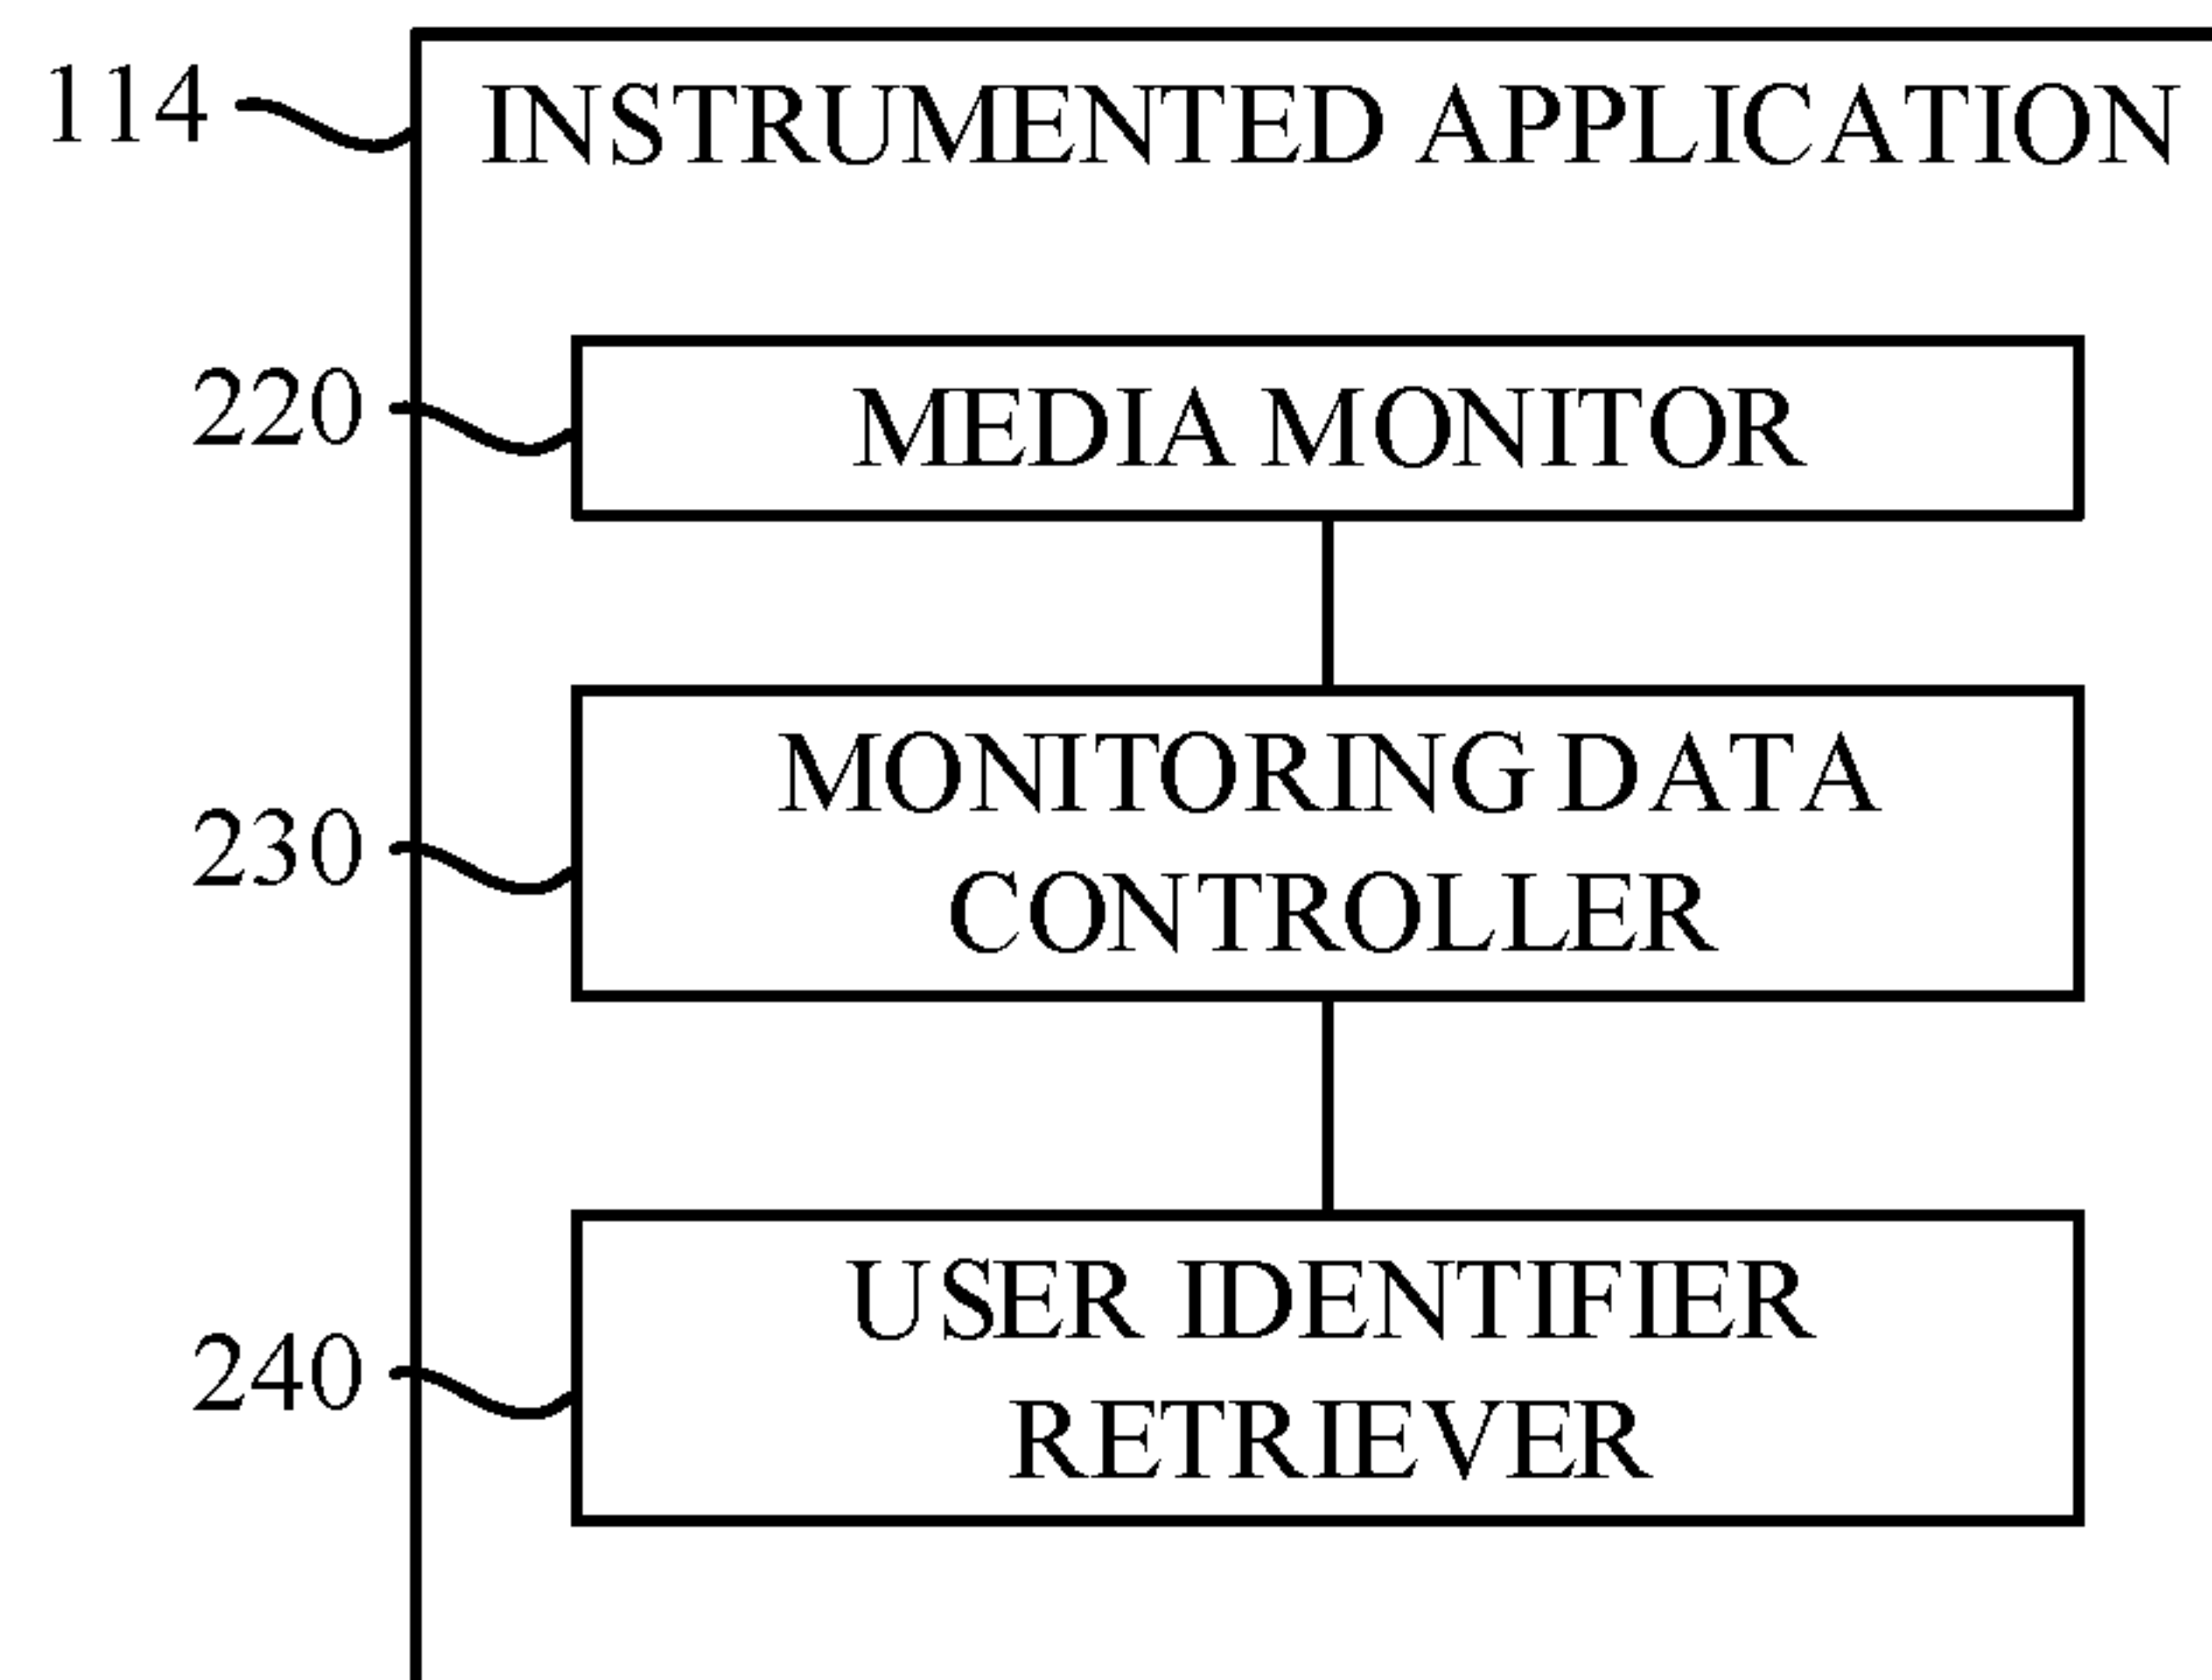 114
INSTRUMENTED APPLICATION
220
MEDIA MONITOR
230
MONITORING DATA
CONTROLLER
240
USER IDENTIFIER
RETRIEVER